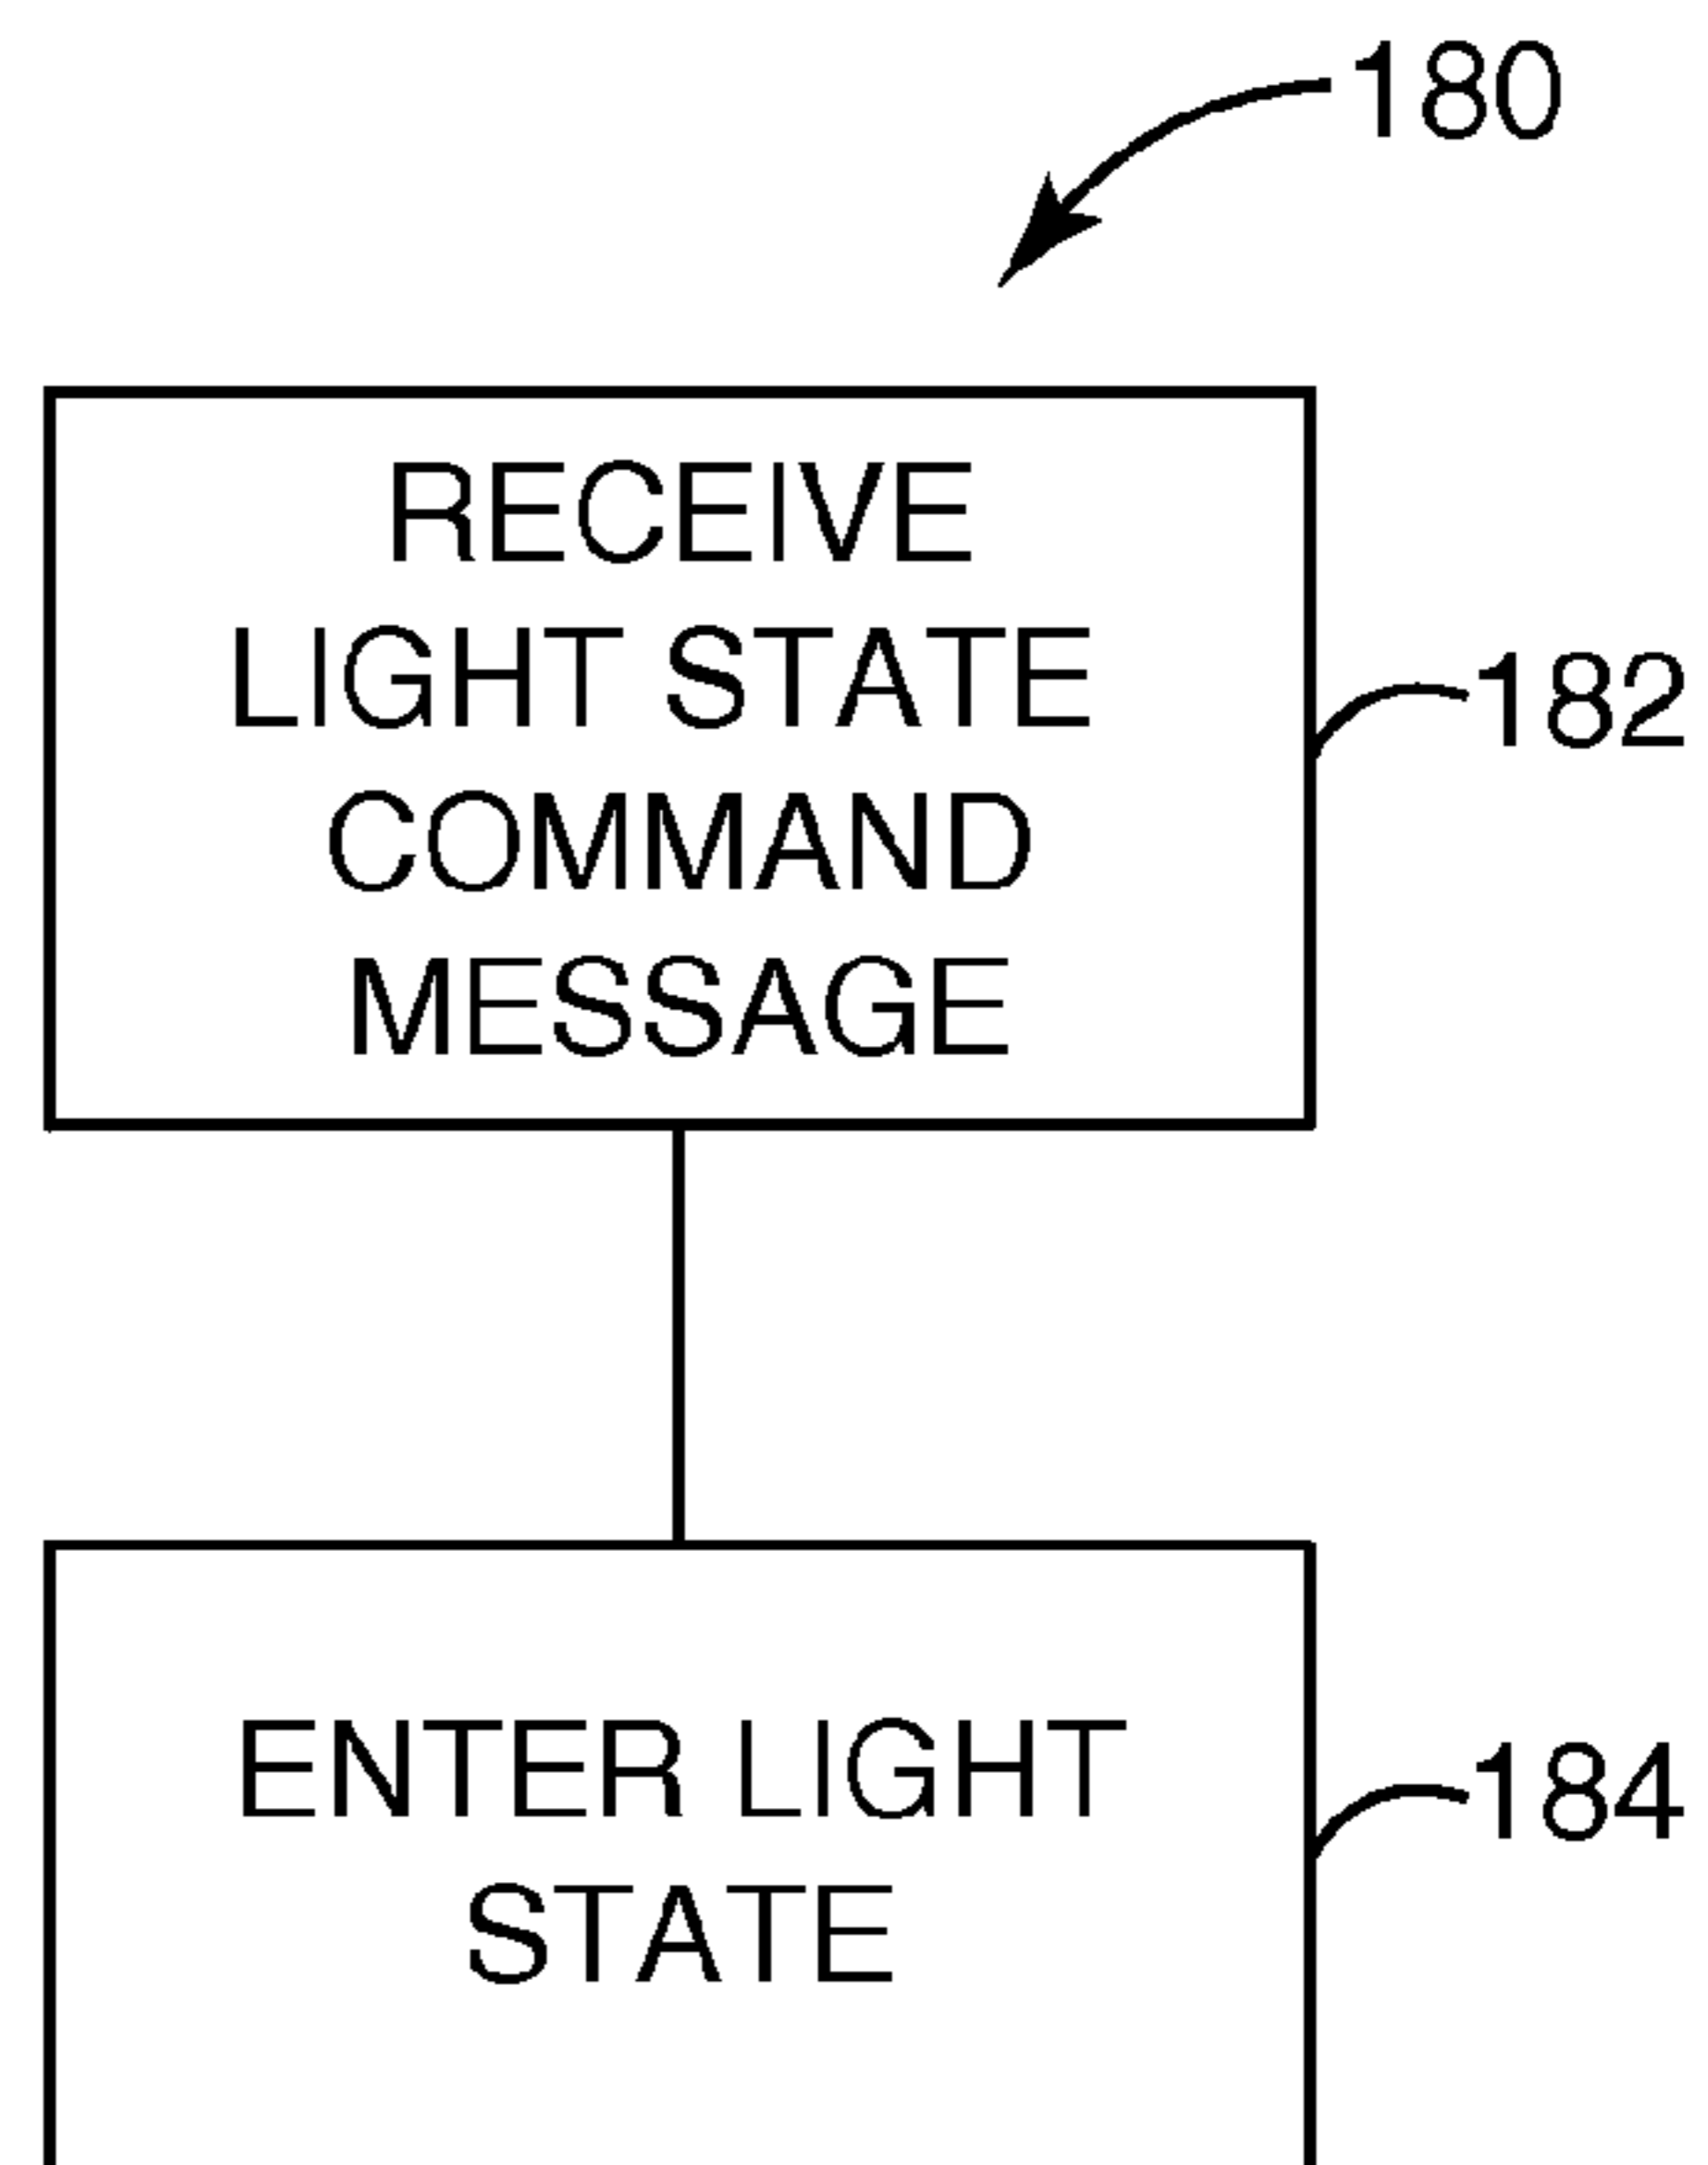 180
RECEIVE
LIGHT STATE
COMMAND
MESSAGE
182
ENTER LIGHT
STATE
184